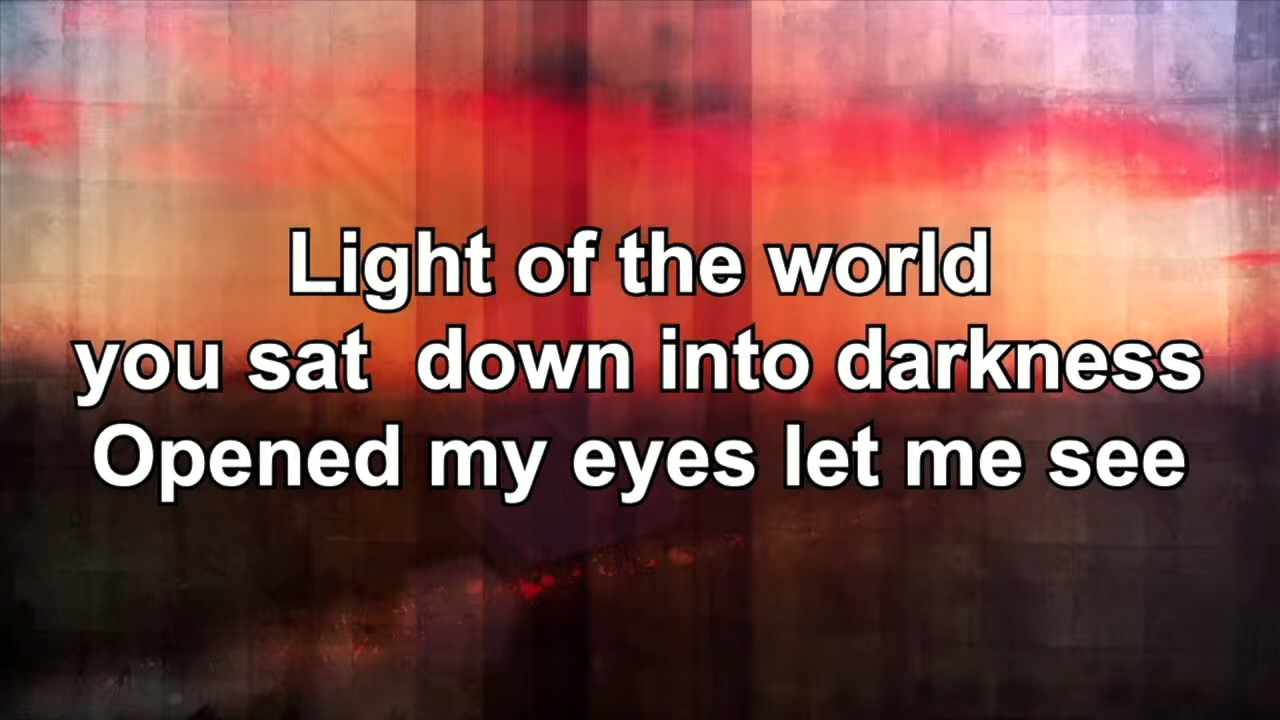 Light of the world
you sat  down into darkness
Opened my eyes let me see